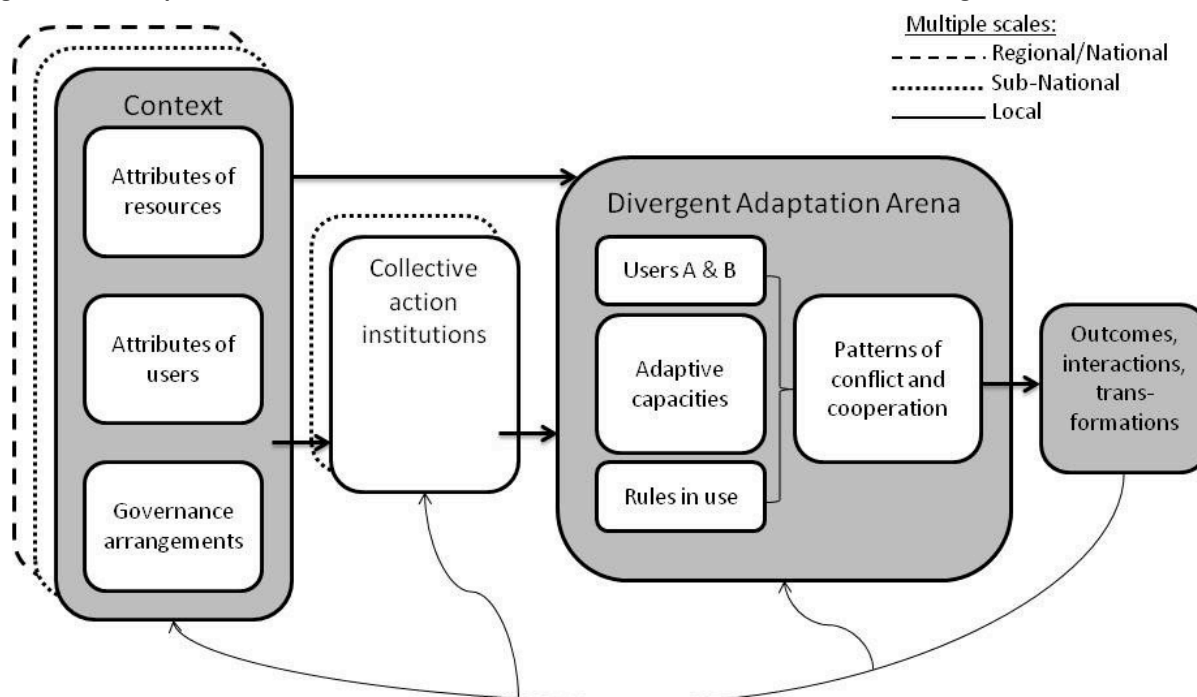 Multiple scales:
Regional/National
Sub-National
Local
Context
Attributes of
resources
Attributes of
users
Governance
arrangements
Collective
action
institutions
Divergent Adaptation Arena
Users A & B
Adaptive
capacities
Rules in use
Patterns of
conflict and
cooperation
Outcomes,
interactions,
trans-
formations